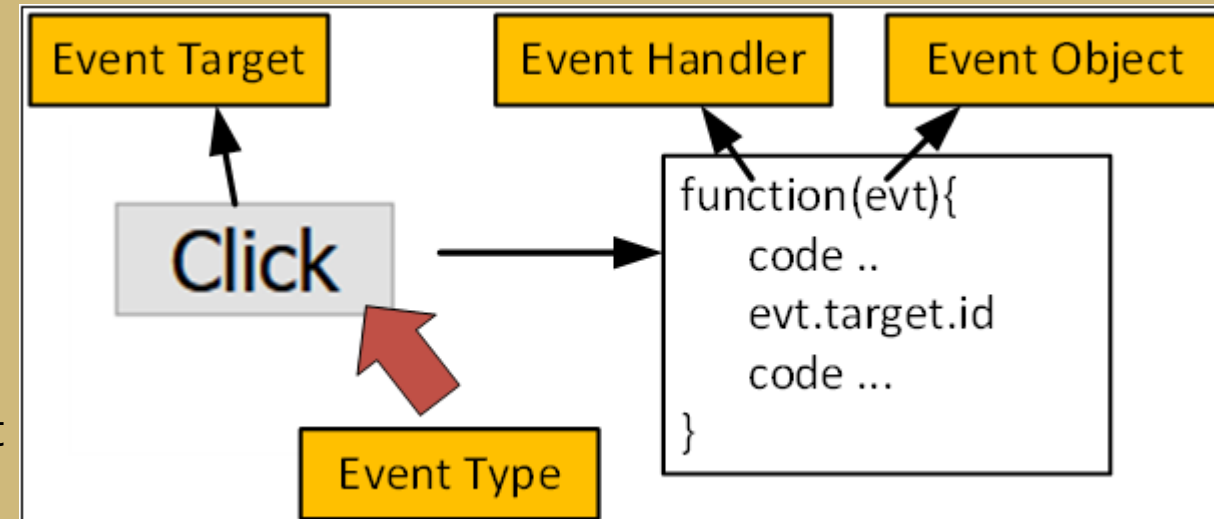 Event Target
Event Handler
Event Object
Click
function(evt){
code ..
evt.target.id
code ...
}
t
Event Type